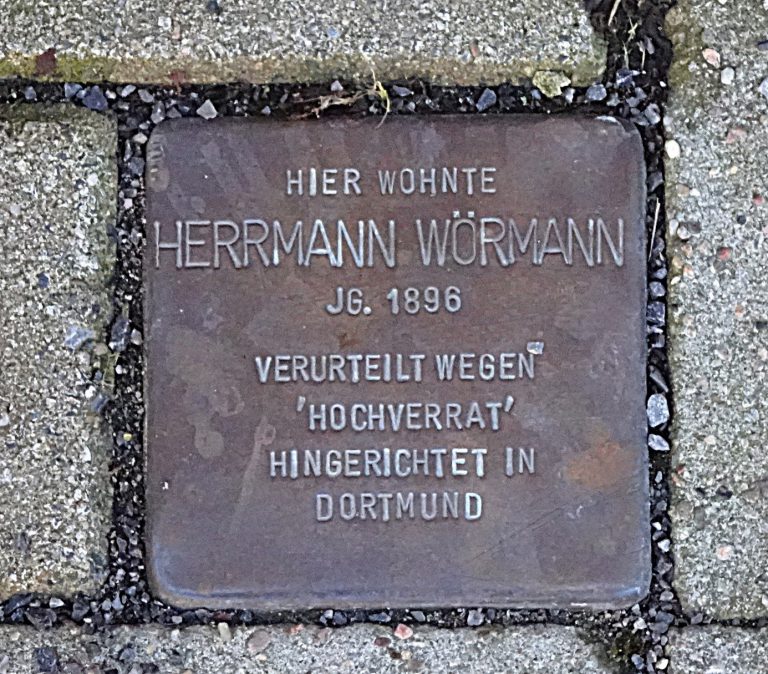 HIER WOHNTE
HERRMANN WÖRMANN
JG. 1896
VERURTEILT WEGEN
'HOCHVERRAT'
HINGERICHTET IN
DORTMUND